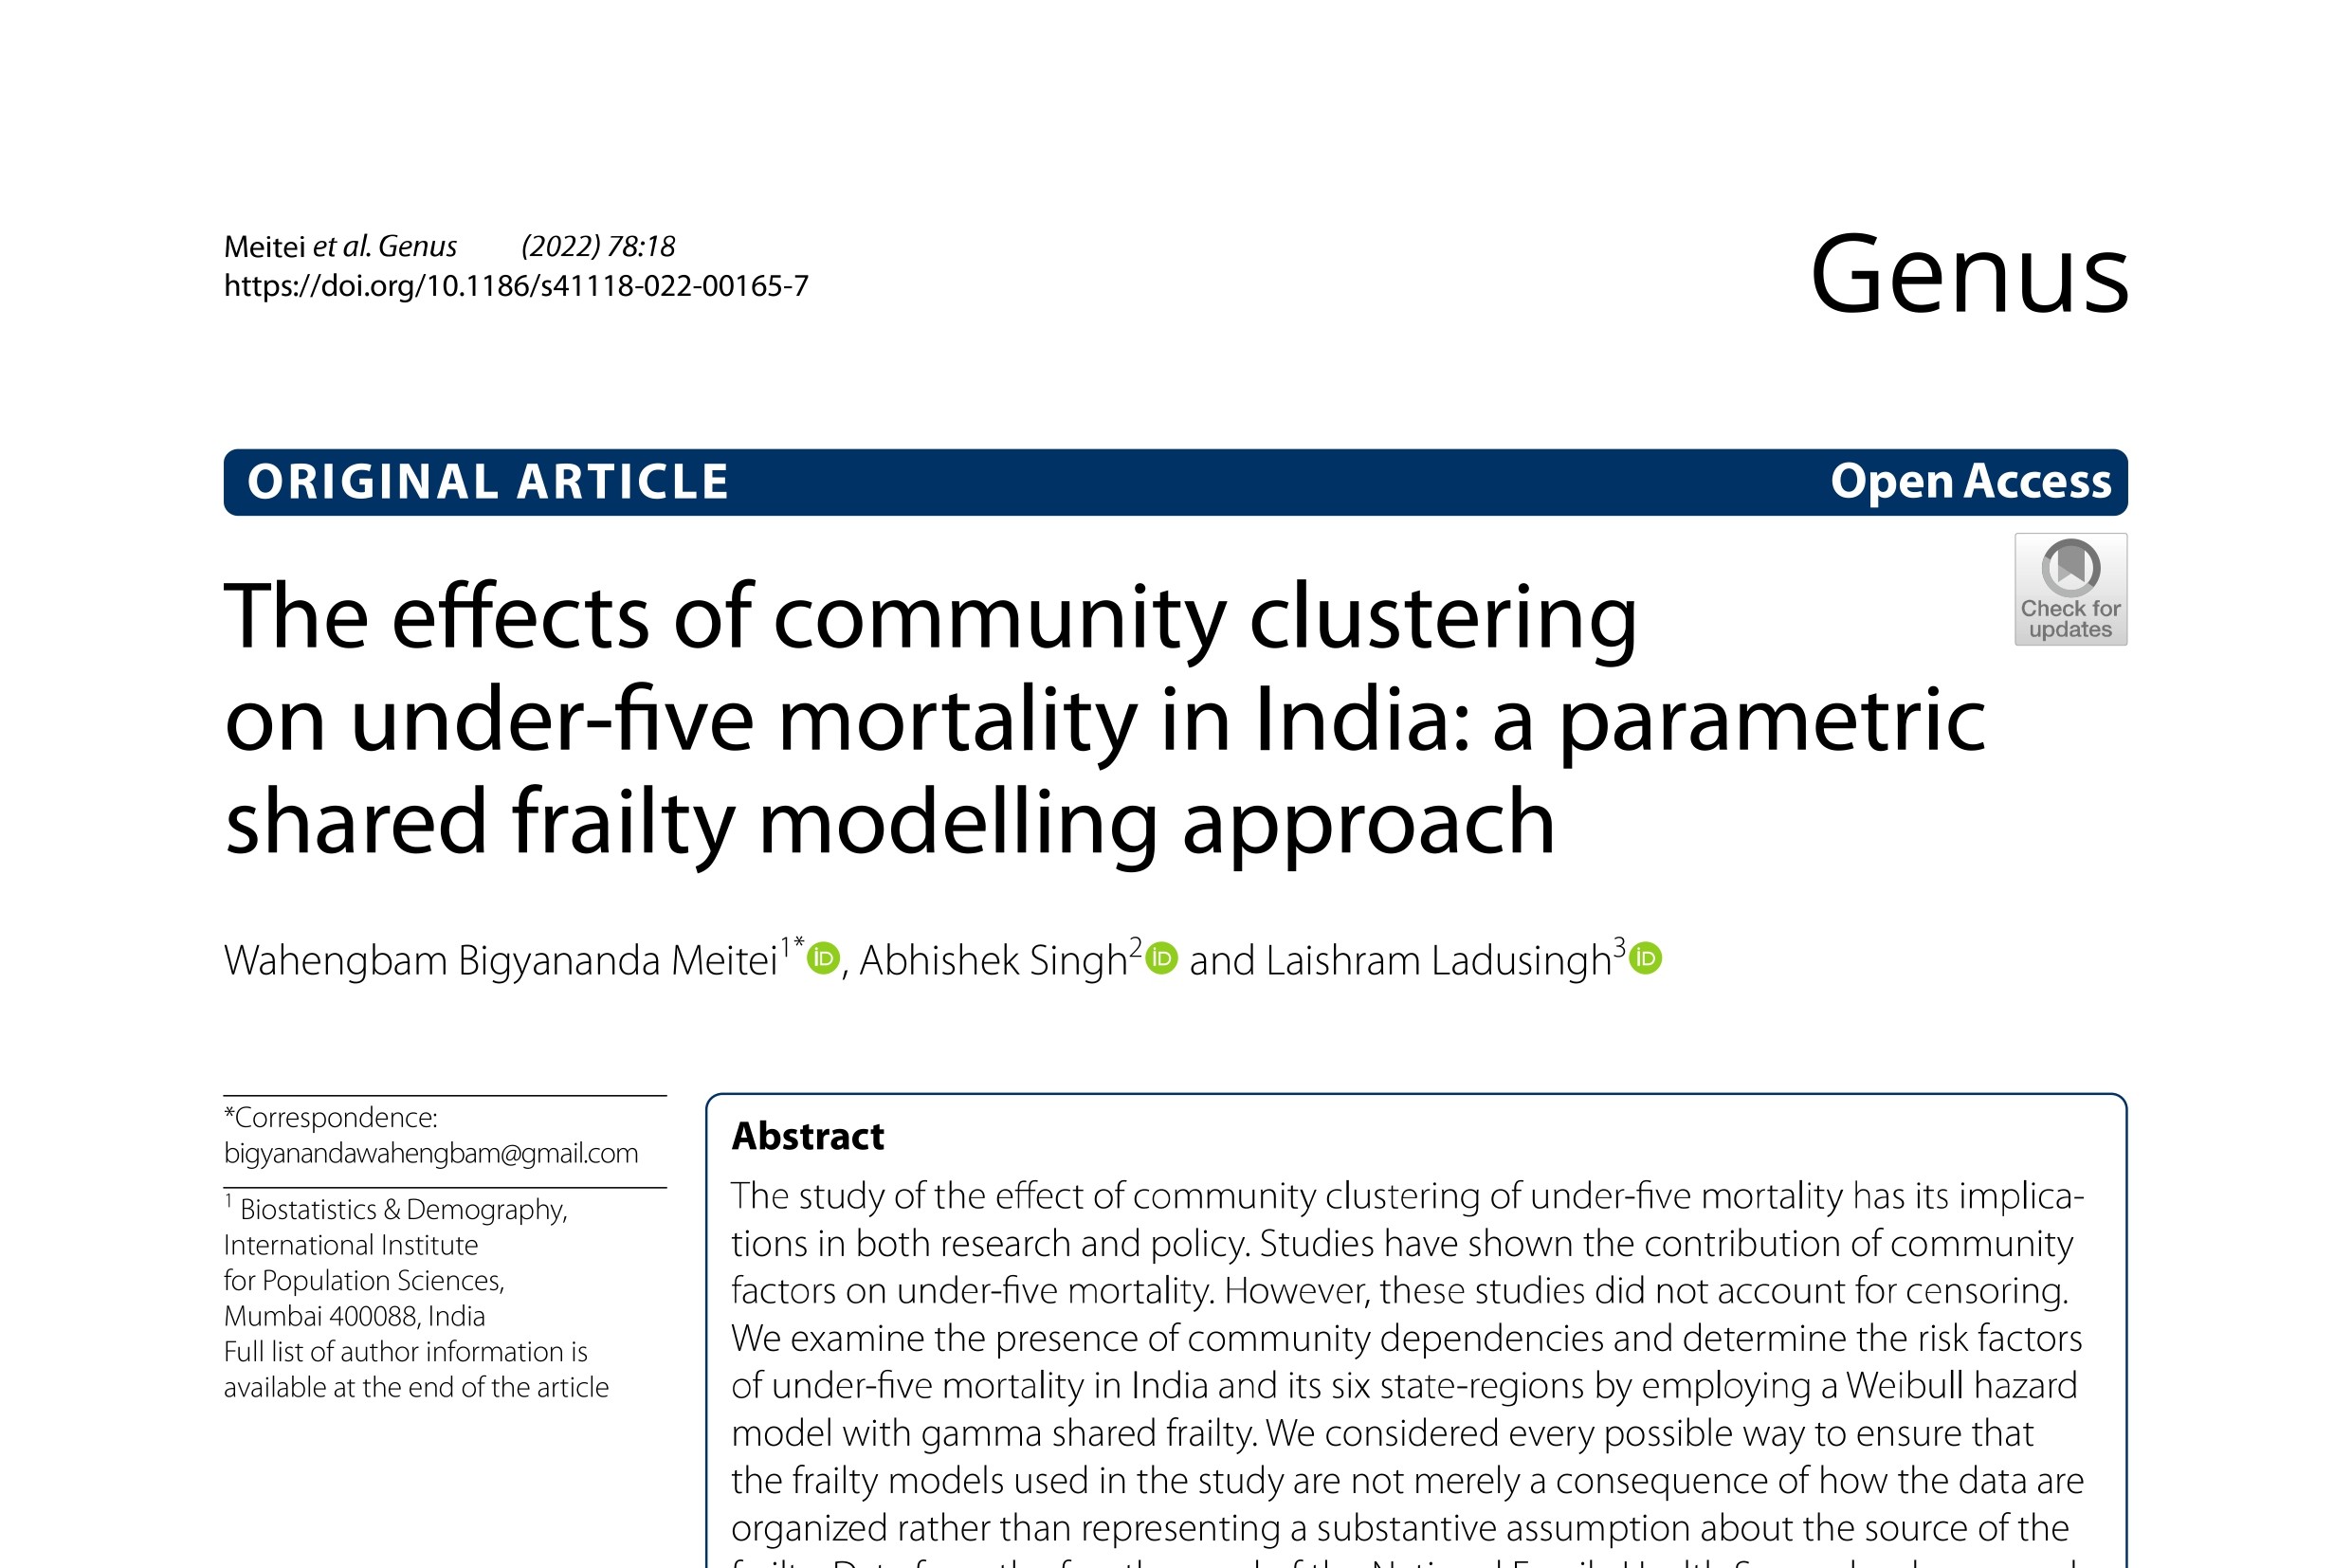 Meitei et al. Genus (2022) 78:18
https://doi.org/10.1186/s41118-022-00165-7
Genus
ORIGINAL ARTICLE
Open Access
Check for
updates
The effects of community clustering
on under-five mortality in India: a parametric
shared frailty modelling approach
Wahengbam Bigyananda Meitei1* iD, Abhishek Singh2 iD and Laishram Ladusingh3 iD
*Correspondence:
bigyanandawahengbam@gmail.com
1 Biostatistics & Demography,
International Institute
for Population Sciences,
Mumbai 400088, India
Full list of author information is
available at the end of the article
Abstract
The study of the effect of community clustering of under-five mortality has its implica-
tions in both research and policy. Studies have shown the contribution of community
factors on under-five mortality. However, these studies did not account for censoring.
We examine the presence of community dependencies and determine the risk factors
of under-five mortality in India and its six state-regions by employing a Weibull hazard
model with gamma shared frailty. We considered every possible way to ensure that
the frailty models used in the study are not merely a consequence of how the data are
organized rather than representing a substantive assumption about the source of the